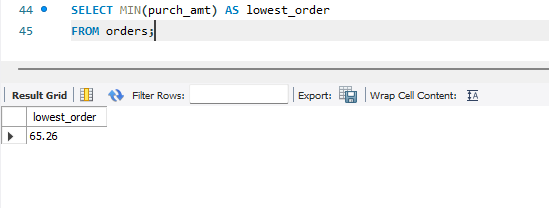 44 SELECT MIN(purch_amt) AS lowest_order
45 FROM orders;
Result Grid Filter Rows: Export: Wrap Cell Content: IA
lowest_order
65.26